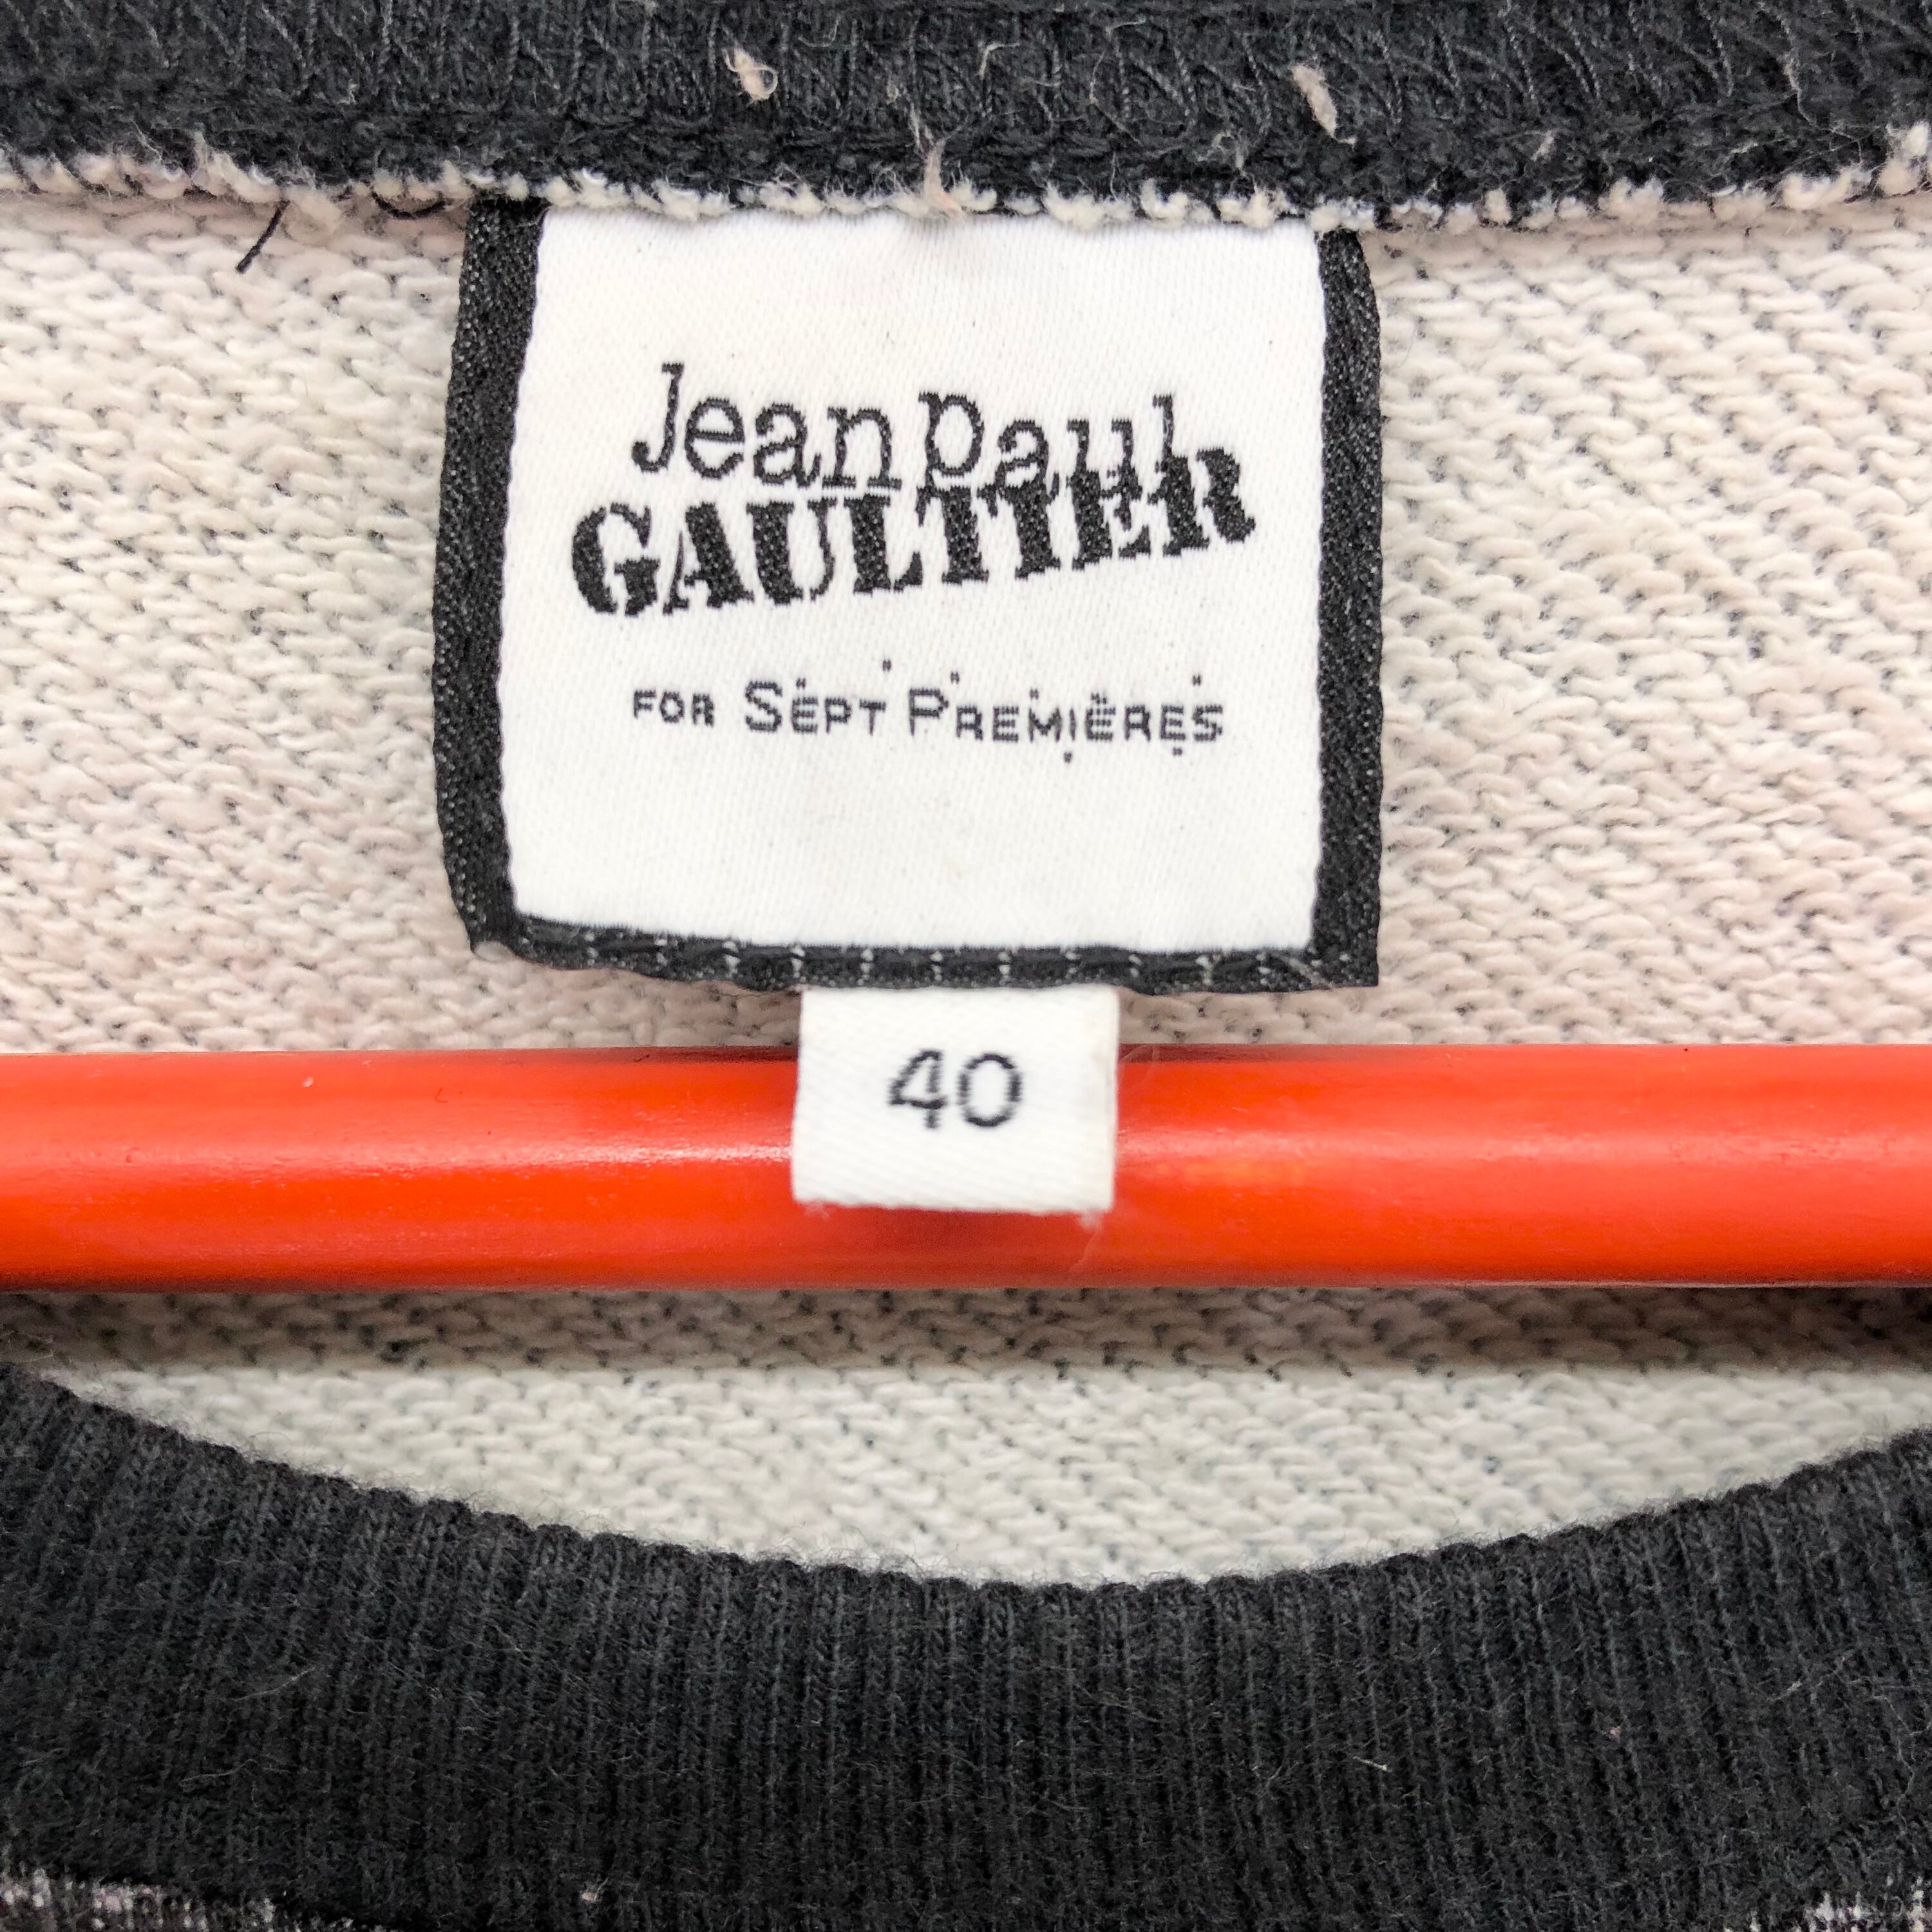 Jean Paul
GAULTIER
FOR SEPT PREMIÈRES
40